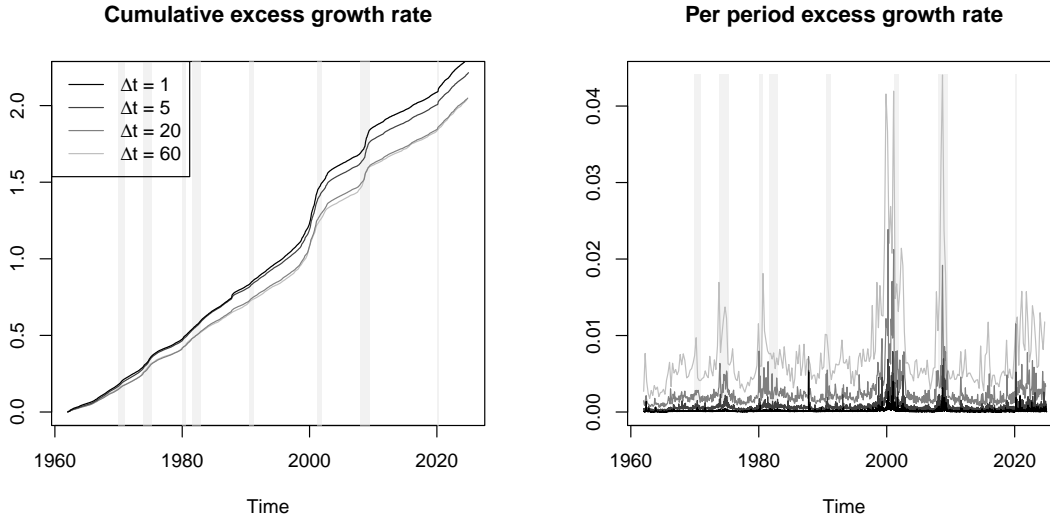 Cumulative excess growth rate
Δt = 1
Δt = 5
Δt = 20
Δt = 60
2.0
1.5
1.0
0.5
0.0
1960 1980 2000 2020
Time
Per period excess growth rate
0.04
0.03
0.02
0.01
0.00
1960 1980 2000 2020
Time